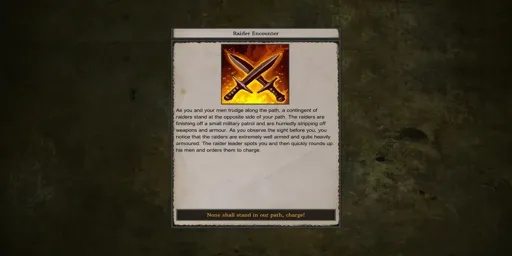 Raider Encounter
As you and your men trudge along the path, a contingent of
raiders stand at the opposite side of your path. The raiders are
finishing off a small military patrol and are hurriedly stripping off
weapons and armour. As you observe the sight before you, you
notice that the raiders are extremely well armed and quite heavily
armoured. The raider leader spots you and then quickly rounds up
his men and orders them to charge.
None shall stand in our path, charge!